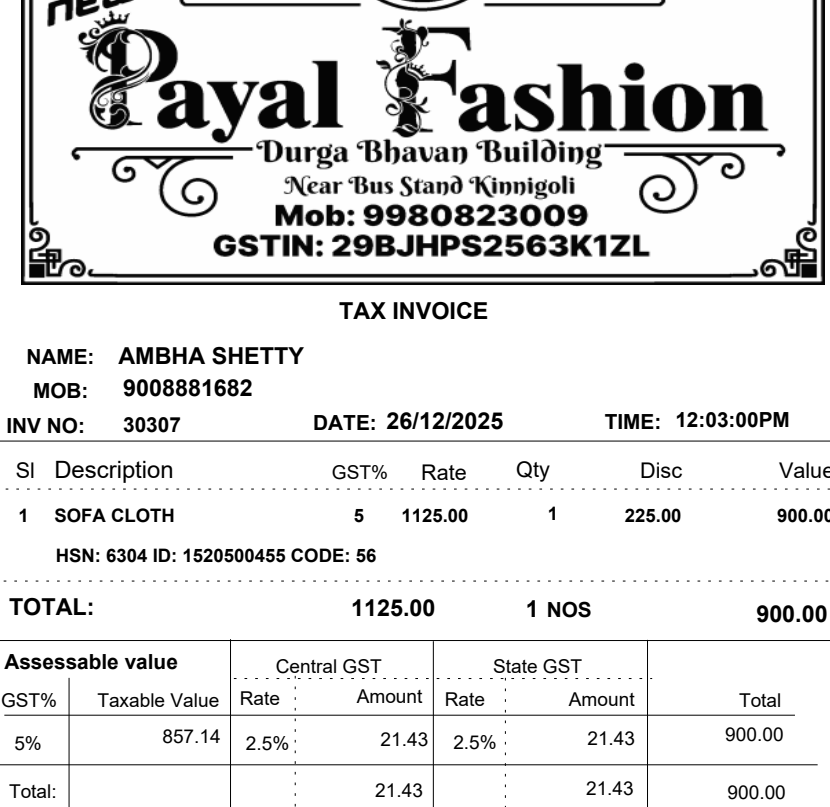 new
Payal Fashion
Durga Bhavan Building
Near Bus Stand Kinnigoli
Mob: 9980823009
GSTIN: 29BJHPS2563K1ZL
TAX INVOICE
NAME: AMBHA SHETTY
MOB: 9008881682
INV NO: 30307 DATE: 26/12/2025 TIME: 12:03:00PM
Sl Description GST% Rate Qty Disc Value
1 SOFA CLOTH 5 1125.00 1 225.00 900.00
HSN: 6304 ID: 1520500455 CODE: 56
TOTAL: 1125.00 1 NOS 900.00
Assessable value Central GST State GST
GST% Taxable Value Rate Amount Rate Amount Total
5% 857.14 2.5% 21.43 2.5% 21.43 900.00
Total: 21.43 21.43 900.00